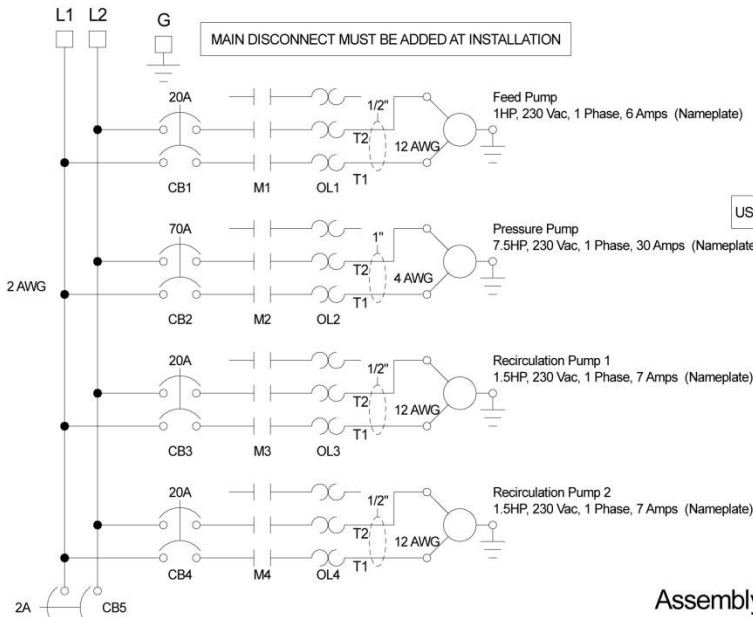 L1 L2 G
MAIN DISCONNECT MUST BE ADDED AT INSTALLATION
20A
1/2"
Feed Pump
1HP, 230 Vac, 1 Phase, 6 Amps (Nameplate)
T2 12 AWG
T1
CB1 M1 OL1
US
70A
1"
Pressure Pump
7.5HP, 230 Vac, 1 Phase, 30 Amps (Nameplate
T2 4 AWG
2 AWG
T1
CB2 M2 OL2
20A
1/2"
Recirculation Pump 1
1.5HP, 230 Vac, 1 Phase, 7 Amps (Nameplate)
T2 12 AWG
T1
CB3 M3 OL3
20A
1/2"
Recirculation Pump 2
1.5HP, 230 Vac, 1 Phase, 7 Amps (Nameplate)
T2 12 AWG
T1
CB4 M4 OL4
2A CB5
Assembly